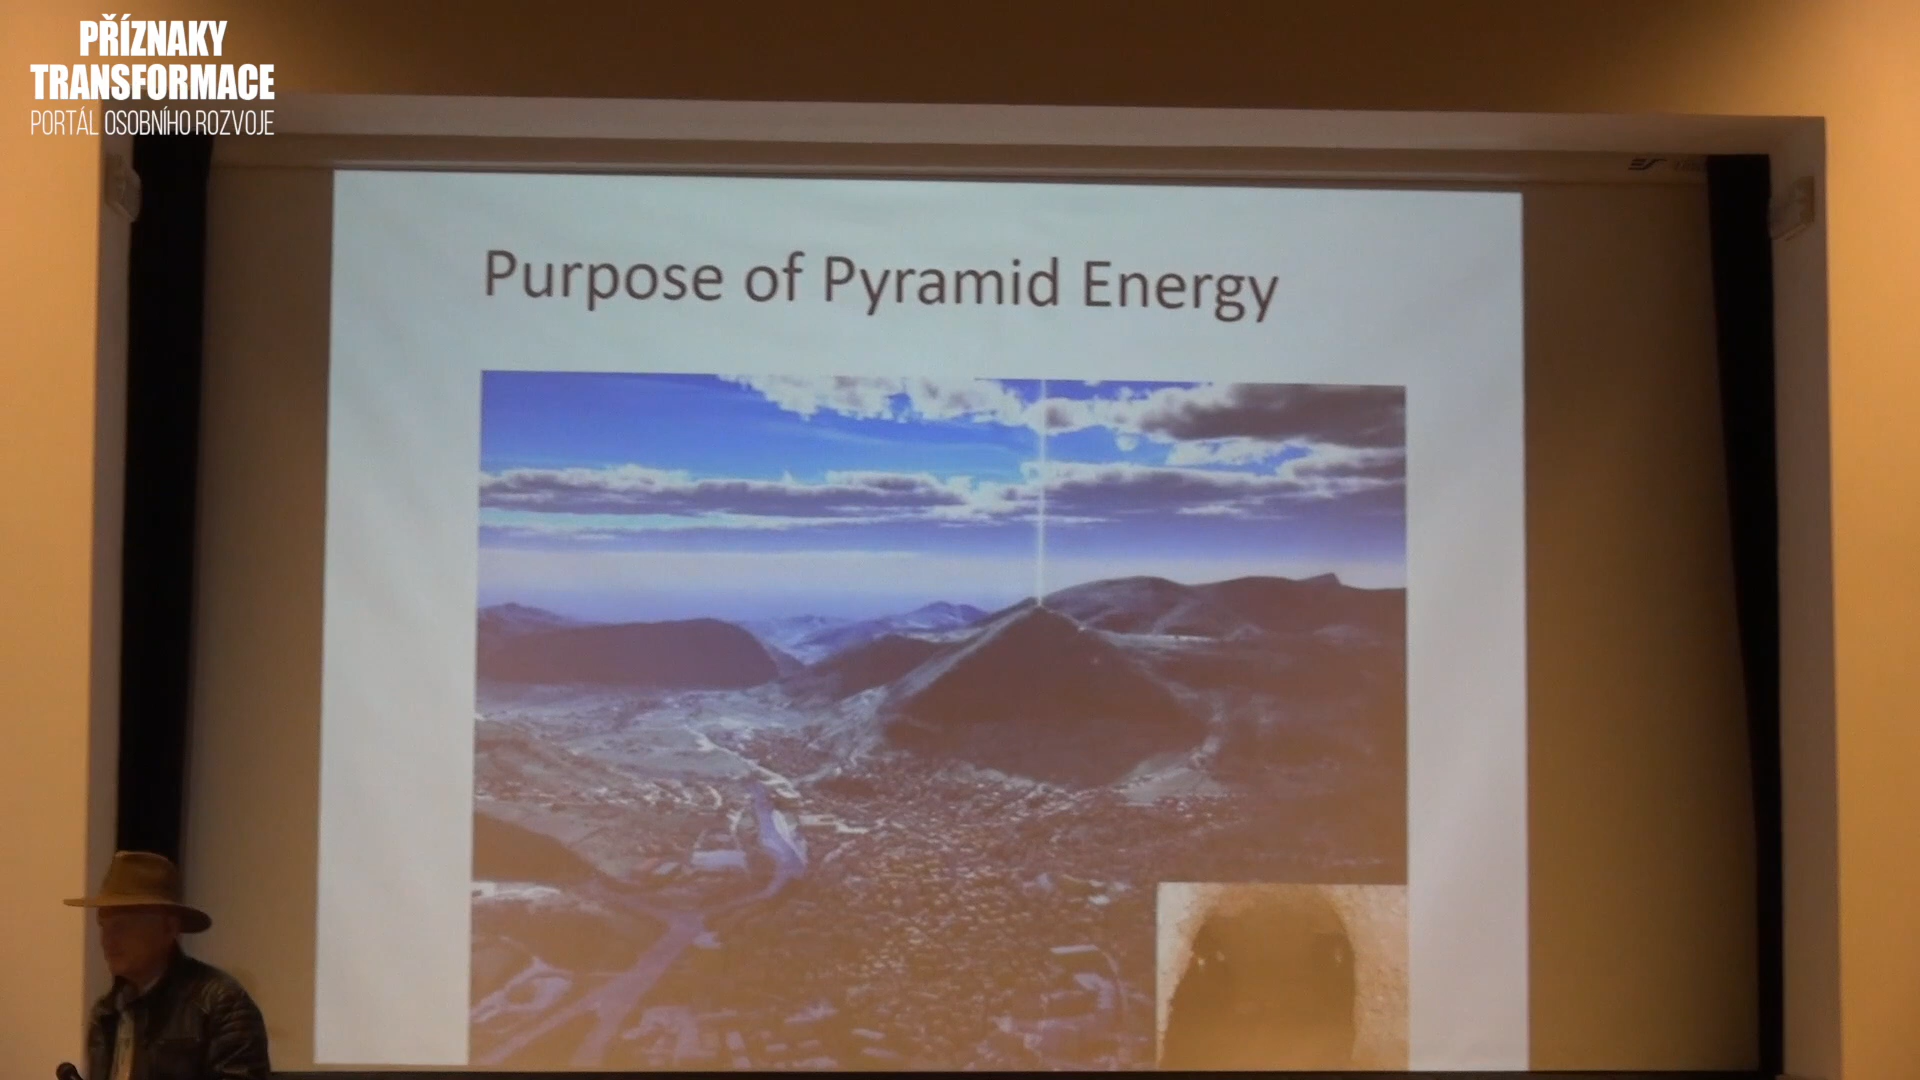 PŘÍZNAKY
TRANSFORMACE
PORTÁL OSOBNÍHO ROZVOJE
Purpose of Pyramid Energy